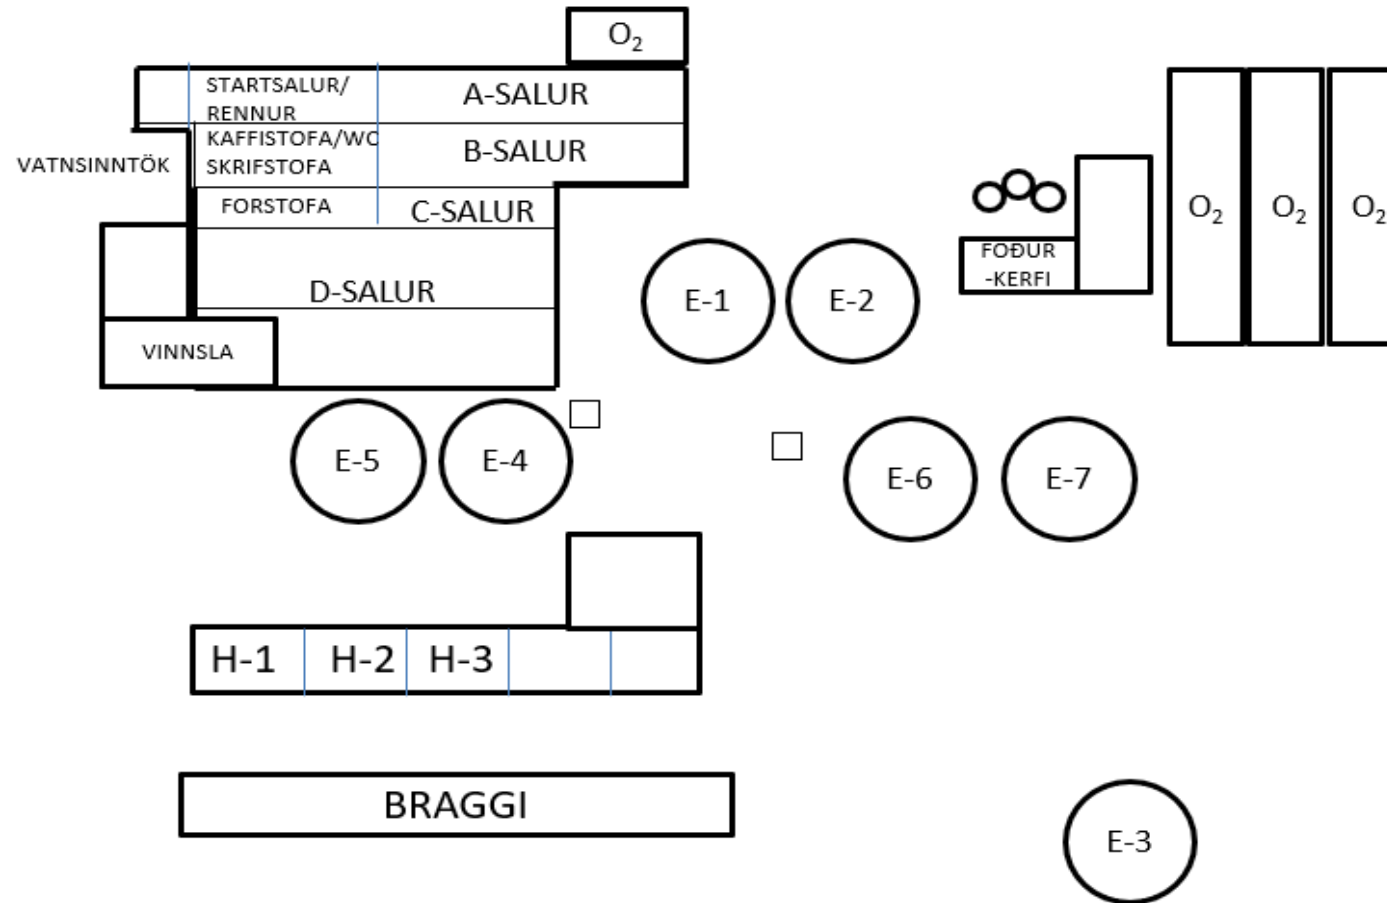 O₂
STARTSALUR/
RENNUR
A-SALUR
KAFFISTOFA/WC
SKRIFSTOFA
B-SALUR
VATNSINNTÖK
FORSTOFA
C-SALUR
D-SALUR
VINNSLA
E-1
E-2
FOÐUR
-KERFI
O₂
O₂
O₂
E-5
E-4
E-6
E-7
H-1
H-2
H-3
BRAGGI
E-3